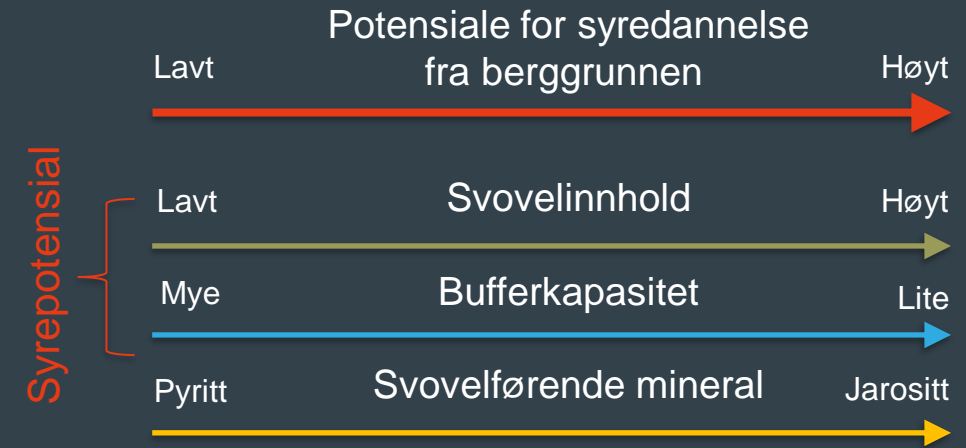 Potensiale for syredannelse
fra berggrunnen
Lavt
Høyt
Syrepotensial
Lavt
Svovelinnhold
Høyt
Mye
Bufferkapasitet
Lite
Pyritt
Svovelførende mineral
Jarositt